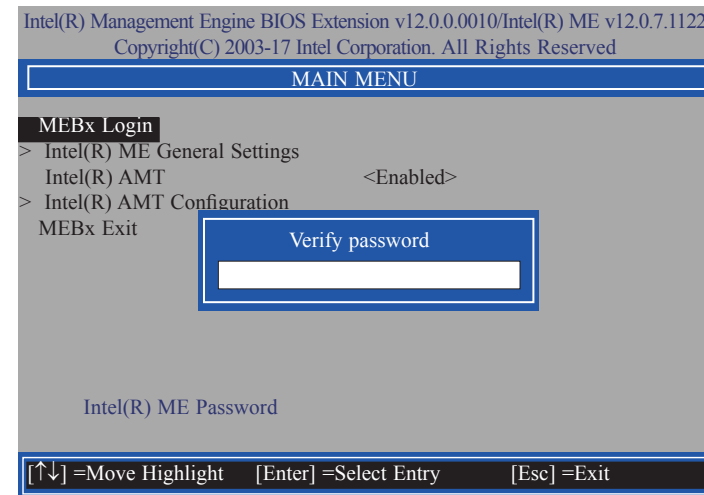 Intel(R) Management Engine BIOS Extension v12.0.0.0010/Intel(R) ME v12.0.7.1122
Copyright(C) 2003-17 Intel Corporation. All Rights Reserved
MAIN MENU
MEBx Login
> Intel(R) ME General Settings
Intel(R) AMT <Enabled>
> Intel(R) AMT Configuration
MEBx Exit
Verify password
Intel(R) ME Password
[↑↓] =Move Highlight [Enter] =Select Entry [Esc] =Exit